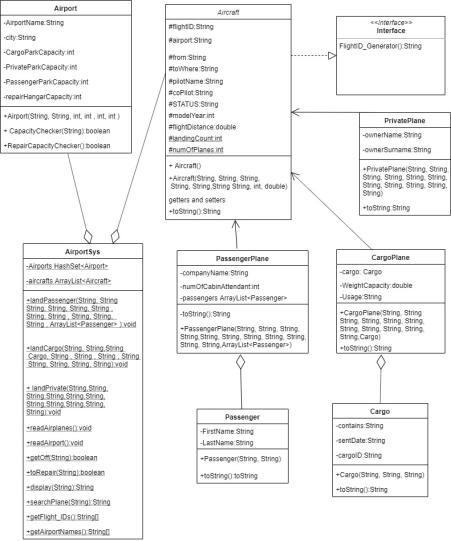 Airport
-AirportName:String
-city:String
-CargoParkCapacity:int
-PrivateParkCapacity:int
-PassengerParkCapacity:int
-repairHangarCapacity:int
+Airport(String, String, int, int , int, int )
+ CapacityChecker(String):boolean
+RepairCapacityChecker():boolean
Aircraft
#flightID:String
#airport:String
#from:String
#toWhere:String
#pilotName:String
#coPilot:String
#STATUS:String
#modelYear:int
#flightDistance:double
#landingCount:int
#numOfPlanes:int
+ Aircraft()
+Aircraft(String, String, String,
String, String,String String, int, double)
getters and setters
+toString():String
<<interface>>
Interface
FlightID_Generator():String
PrivatePlane
-ownerName:String
-ownerSurname:String
+PrivatePlane(String, String,
String, String, String, String,
String, String, String, String,
String)
+toString:String
AirportSys
-Airports HashSet<Airport>
-aircrafts ArrayList<Aircraft>
+landPassenger(String, String
String, String, String, String ,
String, String , String, String,
String , ArrayList<Passenger> ):void
+landCargo(String, String,String
Cargo, String , String , String , String,
String, String, String, String):void
+ landPrivate(String,String,
String,String,String,String,
String,String,String,String,
String):void
+readAirplanes():void
+readAirport():void
+getOff(String):boolean
+toRepair(String):boolean
+display(String):String
+searchPlane(String):String
+getFlight_IDs():String[]
+getAirportNames():String[]
PassengerPlane
-companyName:String
-numOfCabinAttendant:int
-passengers ArrayList<Passenger>
-toString():String
+PassengerPlane(String, String,
String, String, String, String,
String, String, String, String,
String, String,ArrayList<Passenger>)
CargoPlane
-cargo: Cargo
-WeightCapacity:double
-Usage:String
+CargoPlane(String, String,
String, String, String, String,
String, String, String, String,
String,Cargo)
+toString():String
Passenger
-FirstName:String
-LastName:String
+Passenger(String, String)
+toString():toString
Cargo
-contains:String
-sentDate:String
-cargoID:String
+Cargo(String, String, String)
+toString():String